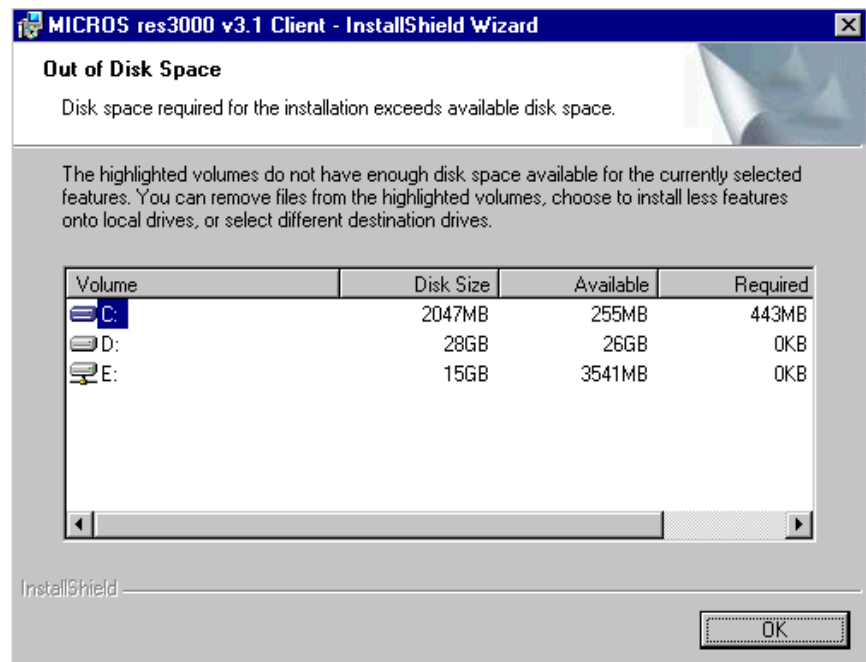 MICROS res3000 v3.1 Client - InstallShield Wizard
Out of Disk Space
Disk space required for the installation exceeds available disk space.
The highlighted volumes do not have enough disk space available for the currently selected
features. You can remove files from the highlighted volumes, choose to install less features
onto local drives, or select different destination drives.
Volume Disk Size Available Required
C: 2047MB 255MB 443MB
D: 28GB 26GB 0KB
E: 15GB 3541MB 0KB
InstallShield
OK